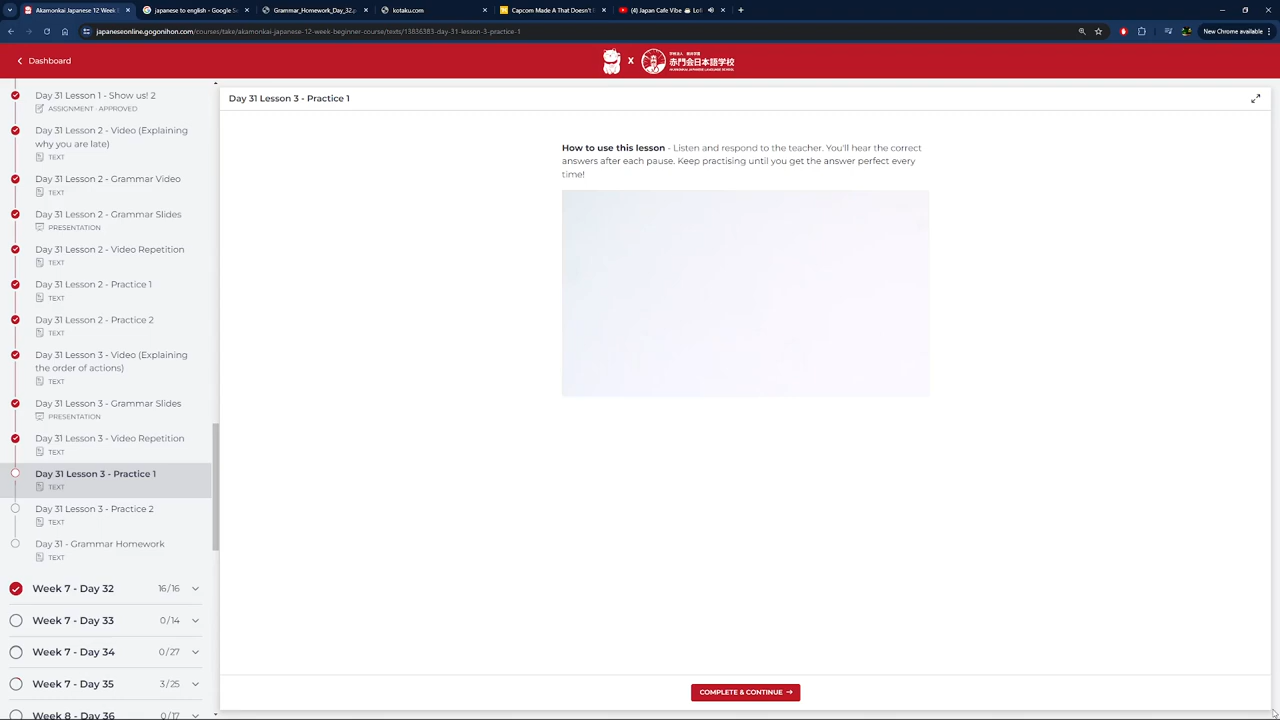 Akamonkai Japanese 12 Week
japanese to english - Google S
Grammar_Homework_Day_32.p
kotaku.com
Capcom Made A That Doesn't
(4) Japan Cafe Vibe ☕ Lofi
japaneseonline.gogonihon.com/courses/take/akamonkai-japanese-12-week-beginner-course/texts/13836383-day-31-lesson-3-practice-1
New Chrome available
Dashboard
X
赤門会日本語学校
Day 31 Lesson 1 - Show us! 2
ASSIGNMENT · APPROVED
Day 31 Lesson 2 - Video (Explaining
why you are late)
TEXT
Day 31 Lesson 2 - Grammar Video
TEXT
Day 31 Lesson 2 - Grammar Slides
PRESENTATION
Day 31 Lesson 2 - Video Repetition
TEXT
Day 31 Lesson 2 - Practice 1
TEXT
Day 31 Lesson 2 - Practice 2
TEXT
Day 31 Lesson 3 - Video (Explaining
the order of actions)
TEXT
Day 31 Lesson 3 - Grammar Slides
PRESENTATION
Day 31 Lesson 3 - Video Repetition
TEXT
Day 31 Lesson 3 - Practice 1
TEXT
Day 31 Lesson 3 - Practice 2
TEXT
Day 31 - Grammar Homework
TEXT
Week 7 - Day 32 16/16
Week 7 - Day 33 0/14
Week 7 - Day 34 0/27
Week 7 - Day 35 3/25
Week 8 - Day 36 0/17
Day 31 Lesson 3 - Practice 1
How to use this lesson - Listen and respond to the teacher. You'll hear the correct
answers after each pause. Keep practising until you get the answer perfect every
time!
COMPLETE & CONTINUE →